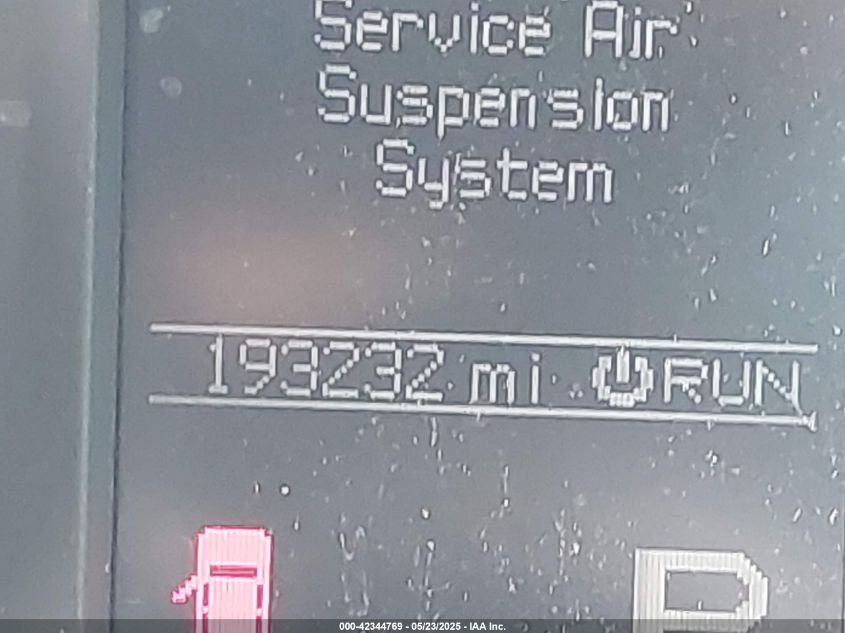 Service Air
Suspension
System
193232 mi RUN
P
000-42344769 - 05/23/2025 - IAA Inc.